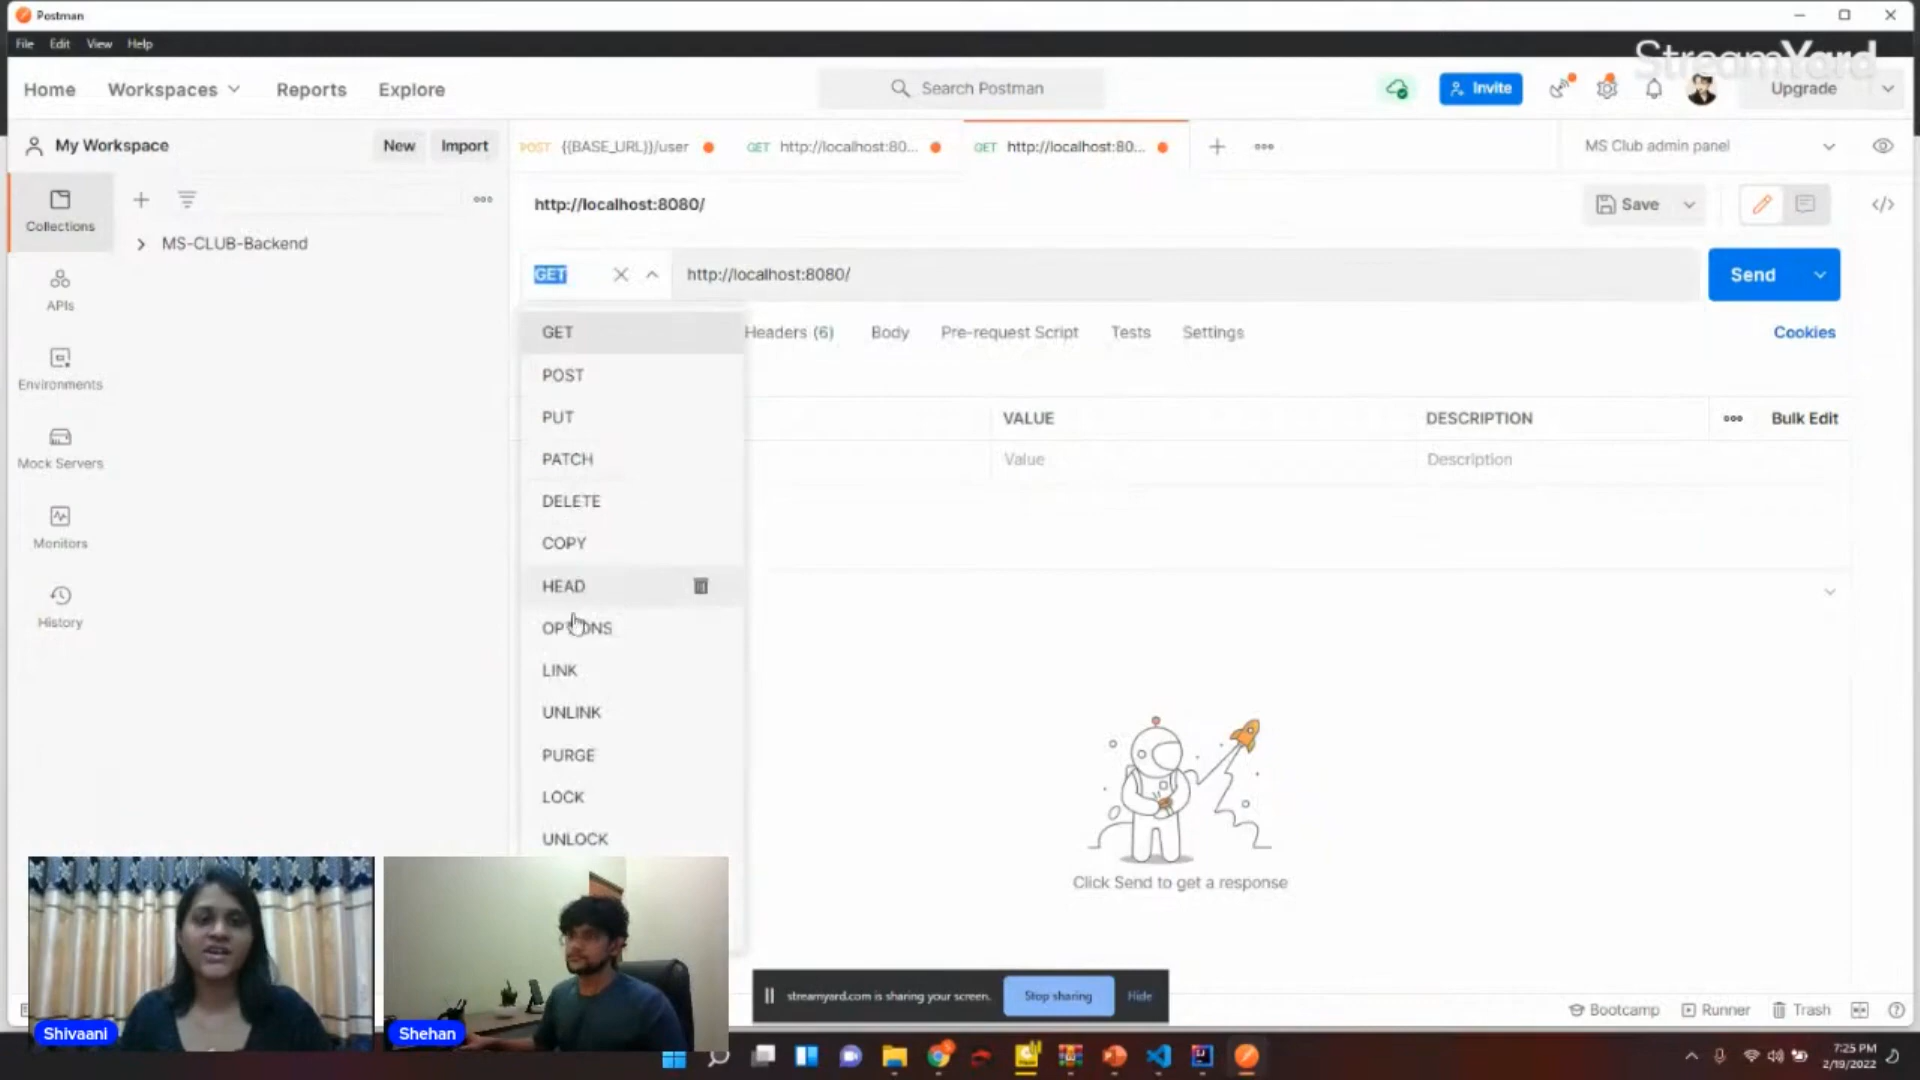 Postman
File Edit View Help
StreamYard
Home Workspaces Reports Explore Search Postman Invite Upgrade
My Workspace New Import POST {{BASE_URL}}/user GET http://localhost:80... GET http://localhost:80... MS Club admin panel
Collections
http://localhost:8080/ Save
MS-CLUB-Backend
GET http://localhost:8080/ Send
APIs
GET Headers (6) Body Pre-request Script Tests Settings Cookies
POST
Environments
PUT VALUE DESCRIPTION Bulk Edit
PATCH Value Description
Mock Servers
DELETE
Monitors
COPY
HEAD
History
OPTIONS
LINK
UNLINK
PURGE
LOCK
UNLOCK
Click Send to get a response
streamyard.com is sharing your screen. Stop sharing Hide
Bootcamp Runner Trash
Shivaani Shehan
7:25 PM
2/19/2022